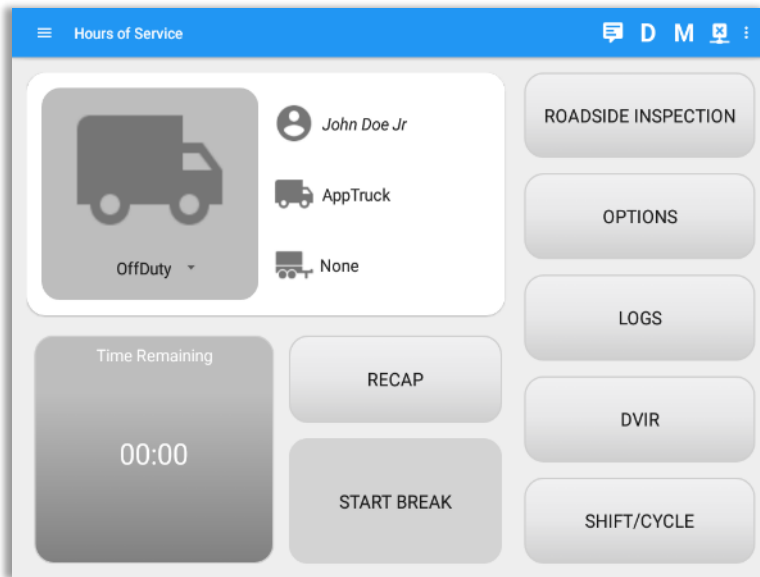 Hours of Service
D M
John Doe Jr
AppTruck
None
OffDuty
Time Remaining
00:00
RECAP
START BREAK
ROADSIDE INSPECTION
OPTIONS
LOGS
DVIR
SHIFT/CYCLE